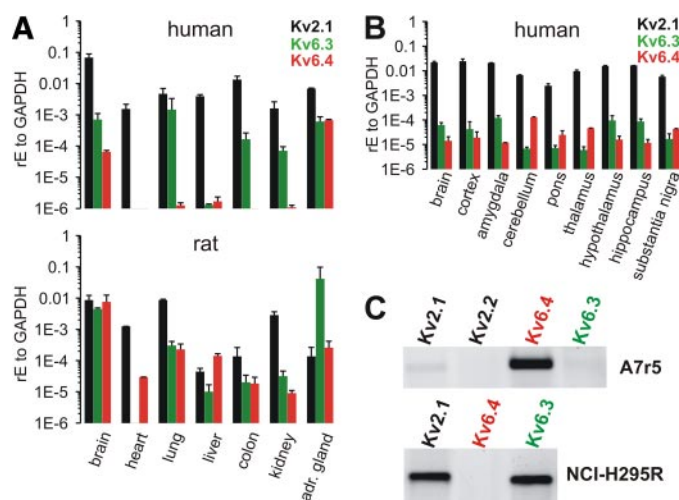 A
human
Kv2.1
Kv6.3
Kv6.4
rE to GAPDH
1
0.1
0.01
1E-3
1E-4
1E-5
1E-6
rat
rE to GAPDH
1
0.1
0.01
1E-3
1E-4
1E-5
1E-6
brain
heart
lung
liver
colon
kidney
adr. gland
B
human
Kv2.1
Kv6.3
Kv6.4
rE to GAPDH
1
0.1
0.01
1E-3
1E-4
1E-5
1E-6
brain
cortex
amygdala
cerebellum
pons
thalamus
hypothalamus
hippocampus
substantia nigra
C
Kv2.1
Kv2.2
Kv6.4
Kv6.3
A7r5
Kv2.1
Kv6.4
Kv6.3
NCI-H295R